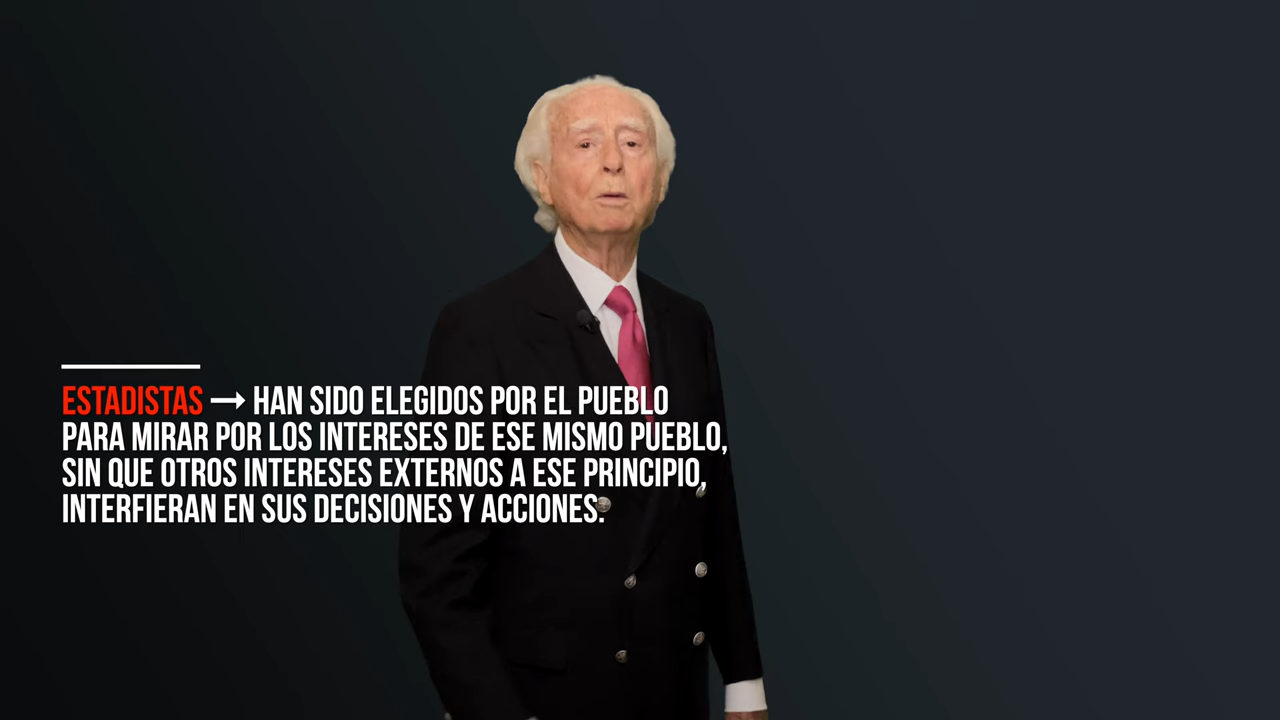 ESTADISTAS → HAN SIDO ELEGIDOS POR EL PUEBLO
PARA MIRAR POR LOS INTERESES DE ESE MISMO PUEBLO,
SIN QUE OTROS INTERESES EXTERNOS A ESE PRINCIPIO,
INTERFIERAN EN SUS DECISIONES Y ACCIONES.